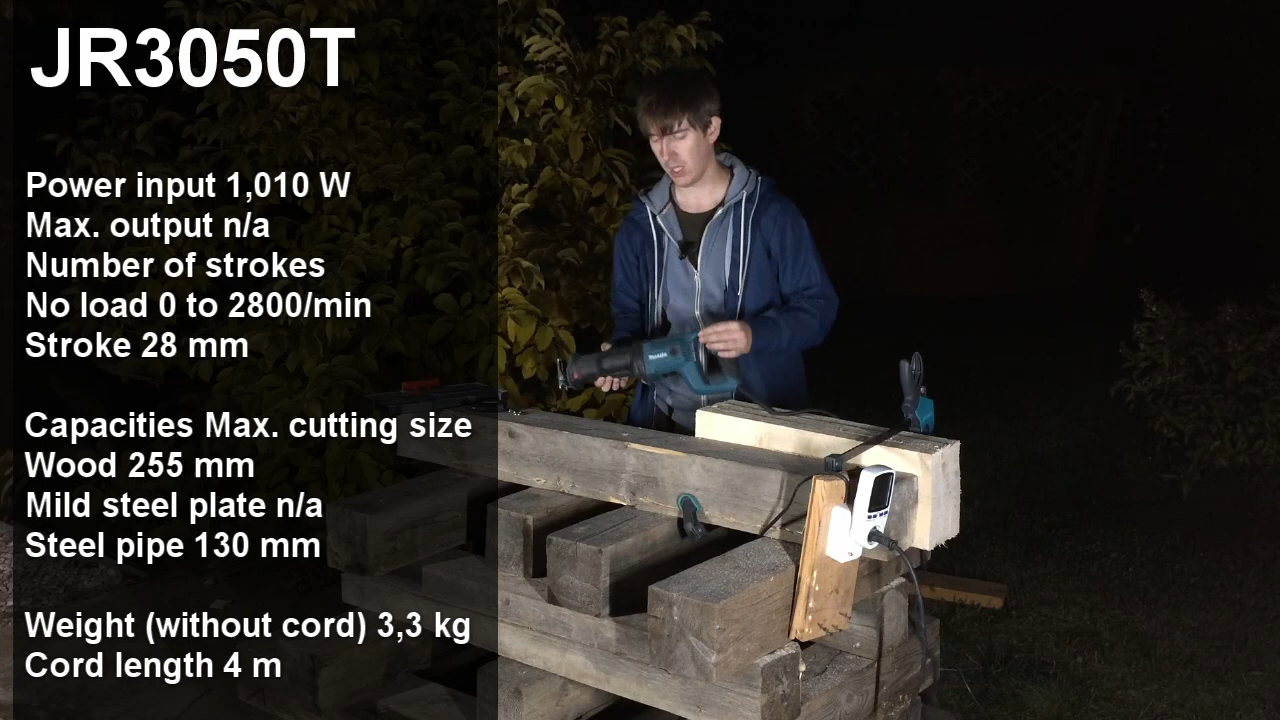 JR3050T
Power input 1,010 W
Max. output n/a
Number of strokes
No load 0 to 2800/min
Stroke 28 mm
Capacities Max. cutting size
Wood 255 mm
Mild steel plate n/a
Steel pipe 130 mm
Weight (without cord) 3,3 kg
Cord length 4 m
Makita